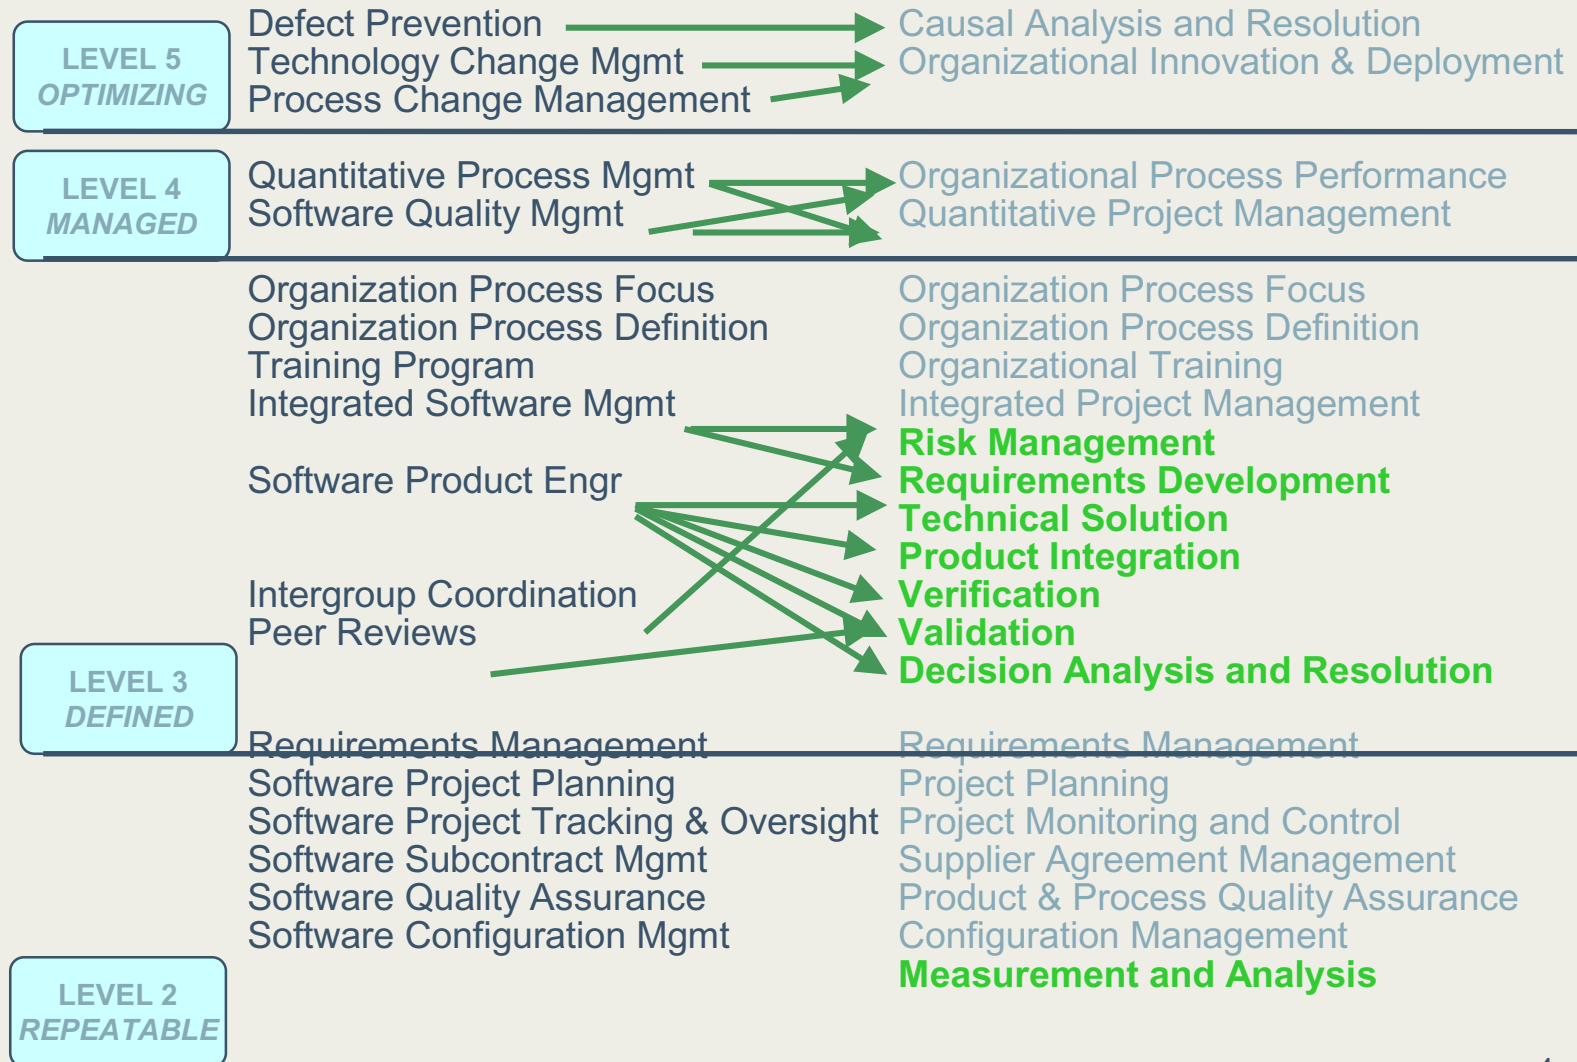 LEVEL 5
OPTIMIZING
Defect Prevention
Technology Change Mgmt
Process Change Management
Causal Analysis and Resolution
Organizational Innovation & Deployment
LEVEL 4
MANAGED
Quantitative Process Mgmt
Software Quality Mgmt
Organizational Process Performance
Quantitative Project Management
Organization Process Focus
Organization Process Definition
Training Program
Integrated Software Mgmt
Software Product Engr
Intergroup Coordination
Peer Reviews
Organization Process Focus
Organization Process Definition
Organizational Training
Integrated Project Management
Risk Management
Requirements Development
Technical Solution
Product Integration
Verification
Validation
Decision Analysis and Resolution
LEVEL 3
DEFINED
Requirements Management
Software Project Planning
Software Project Tracking & Oversight
Software Subcontract Mgmt
Software Quality Assurance
Software Configuration Mgmt
Requirements Management
Project Planning
Project Monitoring and Control
Supplier Agreement Management
Product & Process Quality Assurance
Configuration Management
Measurement and Analysis
LEVEL 2
REPEATABLE